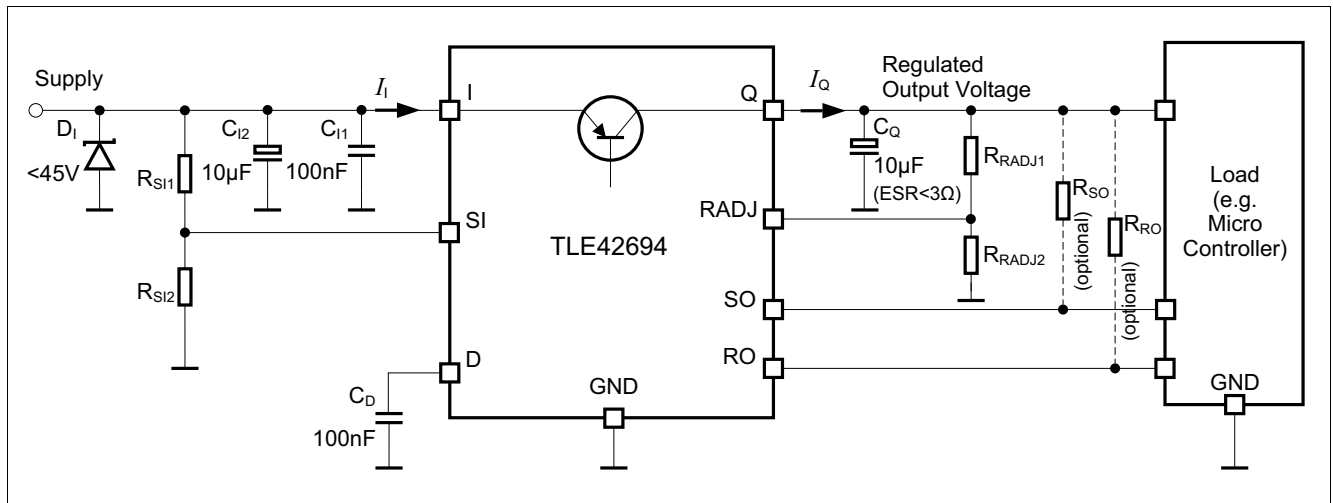 Supply
I_I
I
Q
I_Q
Regulated
Output Voltage
D_I
<45V
R_SI1
C_I2
10µF
C_I1
100nF
C_Q
10µF
(ESR<3Ω)
R_RADJ1
R_SO
(optional)
R_RO
(optional)
Load
(e.g.
Micro
Controller)
SI
RADJ
TLE42694
R_SI2
R_RADJ2
SO
RO
D
C_D
100nF
GND
GND